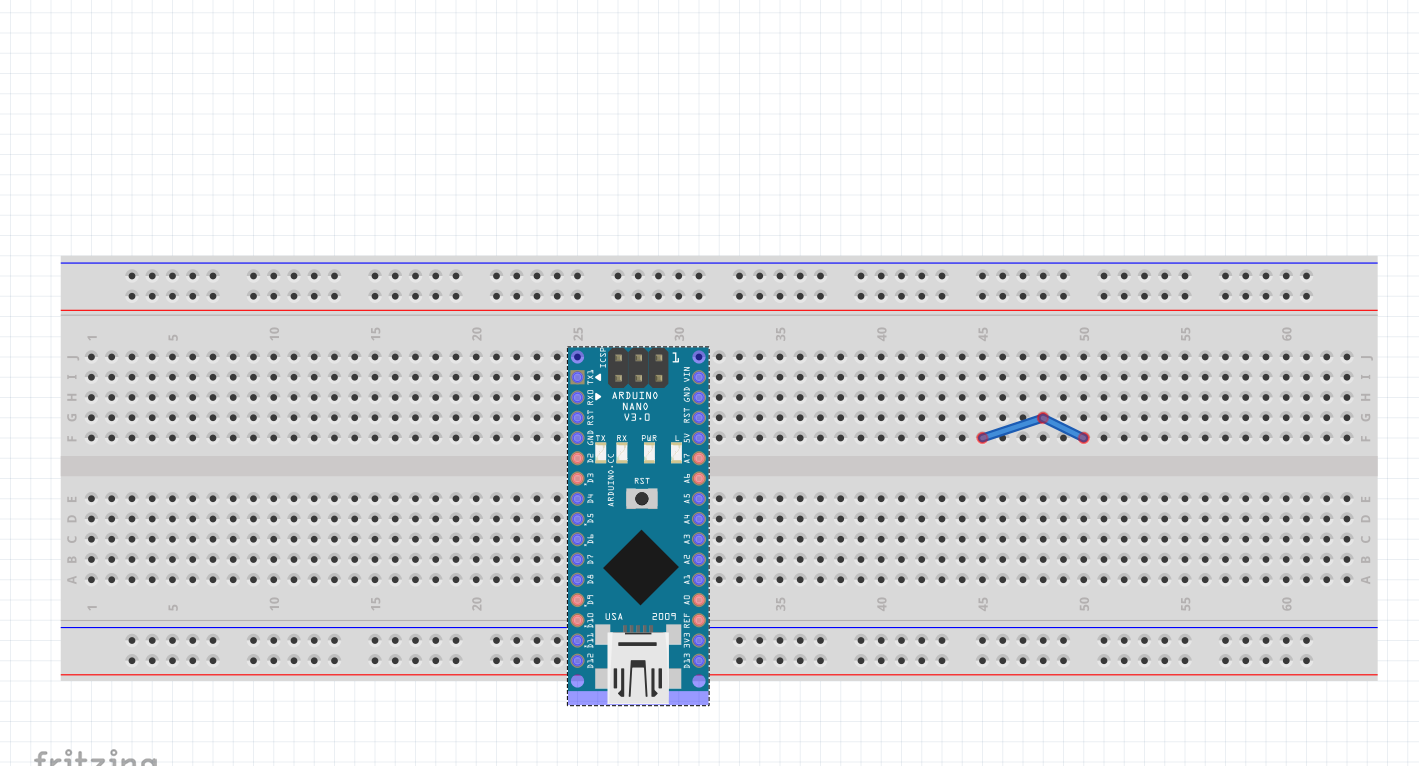 1 5 10 15 20 25 30 35 40 45 50 55 60
J J
I I
H H
G G
F F
E E
D D
C C
B B
A A
1 5 10 15 20 35 40 45 50 55 60
ICSP 1
TX1 VIN
RX0 GND
RST RST
GND 5V
D2 A7
D3 A6
D4 A5
D5 A4
D6 A3
D7 A2
D8 A1
D9 A0
D10 REF
D11 3V3
D12 D13
ARDUINO
NANO
V3.0
TX RX PWR L
ARDUINO.CC
RST
USA 2009
fritzing